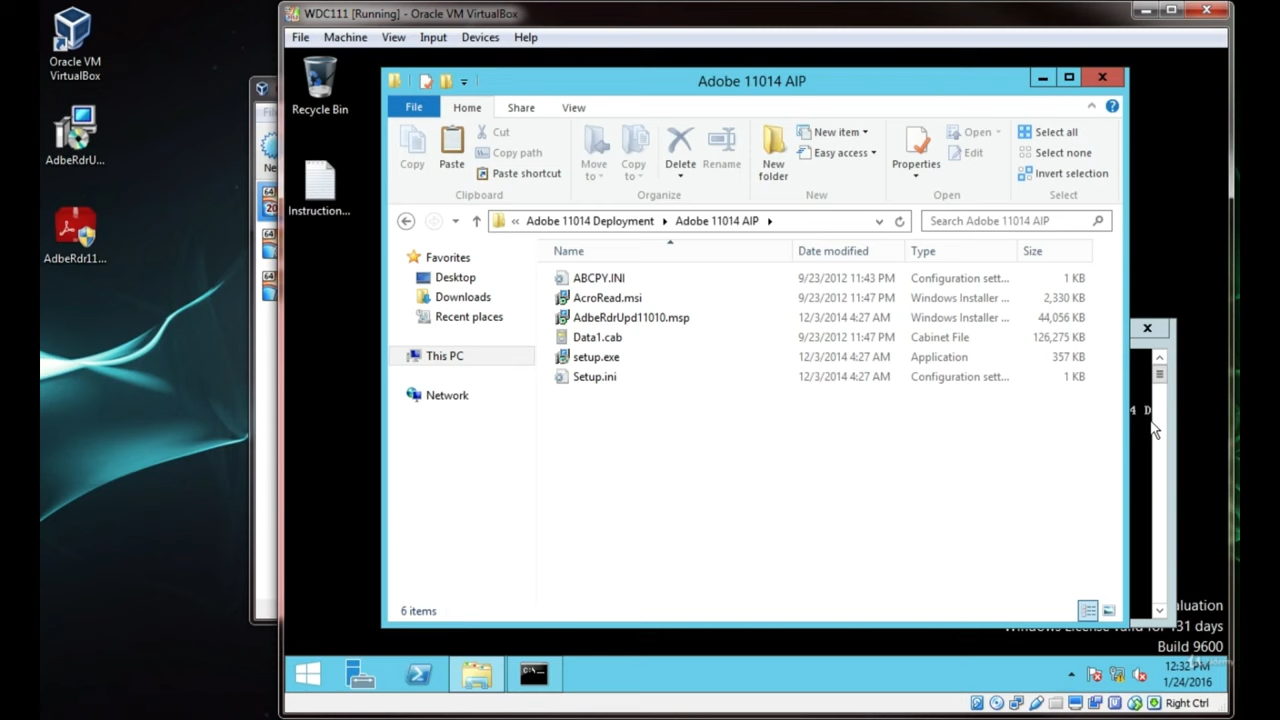 WDC111 [Running] - Oracle VM VirtualBox
File Machine View Input Devices Help
Oracle VM
VirtualBox
AdbeRdrU...
AdbeRdr11...
Recycle Bin
Instruction...
Adobe 11014 AIP
File Home Share View
Copy
Paste
Cut
Copy path
Paste shortcut
Clipboard
Move
to
Copy
to
Delete
Rename
Organize
New
folder
New item
Easy access
New
Properties
Open
Edit
Open
Select all
Select none
Invert selection
Select
« Adobe 11014 Deployment Adobe 11014 AIP
Search Adobe 11014 AIP
Favorites
Desktop
Downloads
Recent places
This PC
Network
Name Date modified Type Size
ABCPY.INI 9/23/2012 11:43 PM Configuration sett... 1 KB
AcroRead.msi 9/23/2012 11:47 PM Windows Installer ... 2,330 KB
AdbeRdrUpd11010.msp 12/3/2014 4:27 AM Windows Installer ... 44,056 KB
Data1.cab 9/23/2012 11:47 PM Cabinet File 126,275 KB
setup.exe 12/3/2014 4:27 AM Application 357 KB
Setup.ini 12/3/2014 4:27 AM Configuration sett... 1 KB
6 items
4 D
Build 9600
12:32 PM
1/24/2016
Right Ctrl